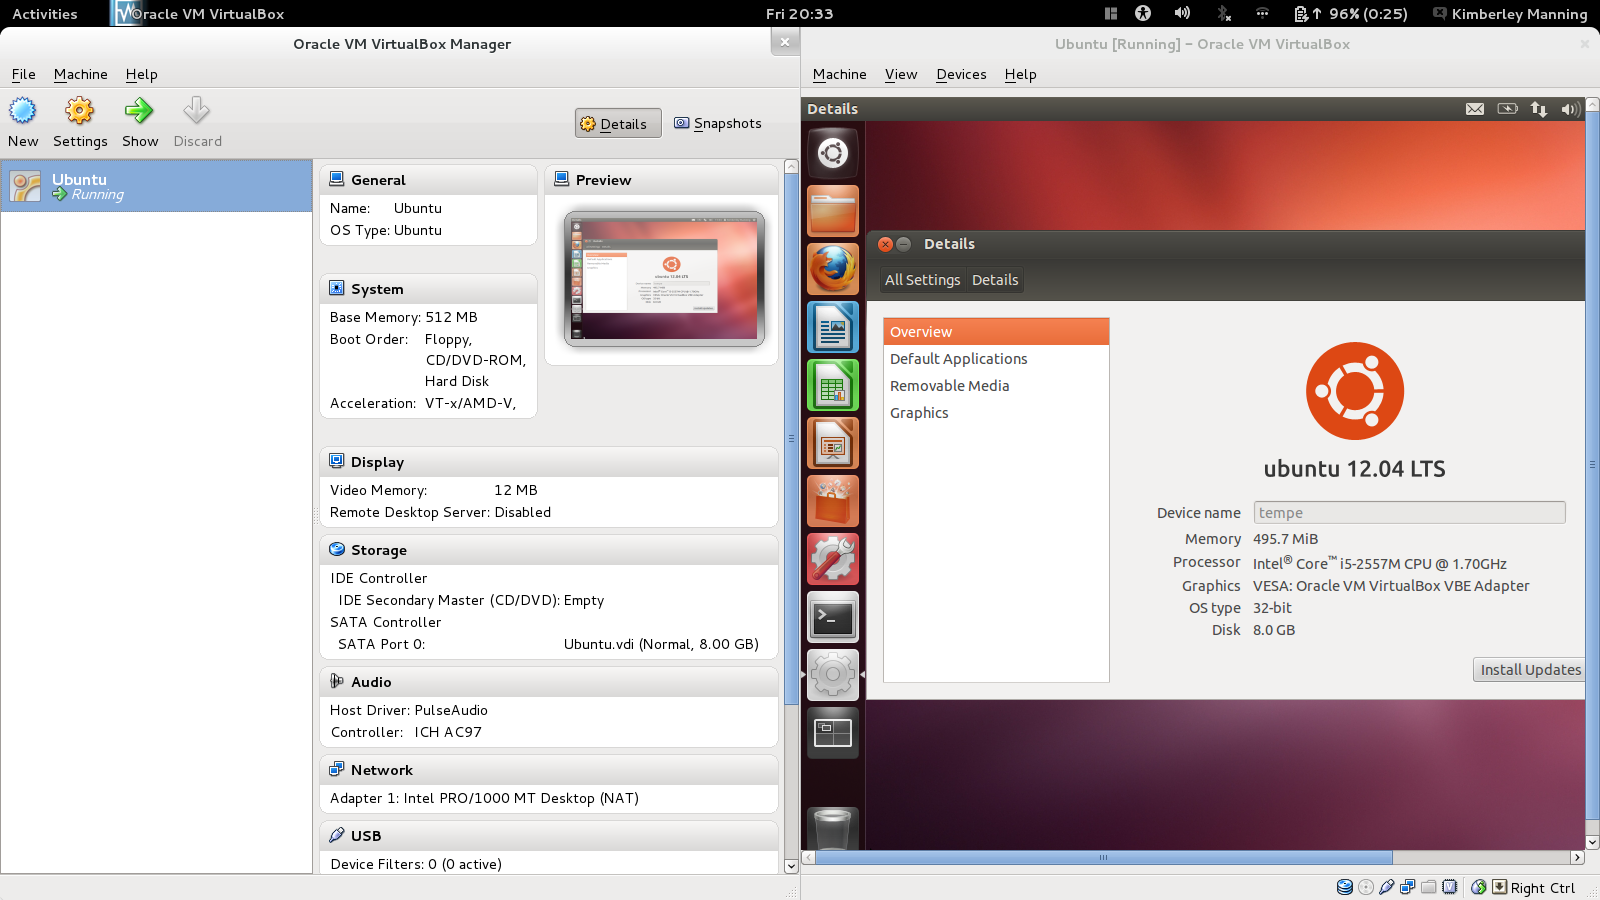 Activities
Oracle VM VirtualBox
Fri 20:33
96% (0:25)
Kimberley Manning
Oracle VM VirtualBox Manager
File Machine Help
New Settings Show Discard
Details Snapshots
Ubuntu
Running
General
Name: Ubuntu
OS Type: Ubuntu
Preview
ubuntu 12.04 LTS
System
Base Memory: 512 MB
Boot Order: Floppy,
CD/DVD-ROM,
Hard Disk
Acceleration: VT-x/AMD-V,
Display
Video Memory: 12 MB
Remote Desktop Server: Disabled
Storage
IDE Controller
IDE Secondary Master (CD/DVD): Empty
SATA Controller
SATA Port 0: Ubuntu.vdi (Normal, 8.00 GB)
Audio
Host Driver: PulseAudio
Controller: ICH AC97
Network
Adapter 1: Intel PRO/1000 MT Desktop (NAT)
USB
Device Filters: 0 (0 active)
Ubuntu [Running] - Oracle VM VirtualBox
Machine View Devices Help
Details
Details
All Settings Details
Overview
Default Applications
Removable Media
Graphics
ubuntu 12.04 LTS
Device name tempe
Memory 495.7 MiB
Processor Intel® Core™ i5-2557M CPU @ 1.70GHz
Graphics VESA: Oracle VM VirtualBox VBE Adapter
OS type 32-bit
Disk 8.0 GB
Install Updates
Right Ctrl